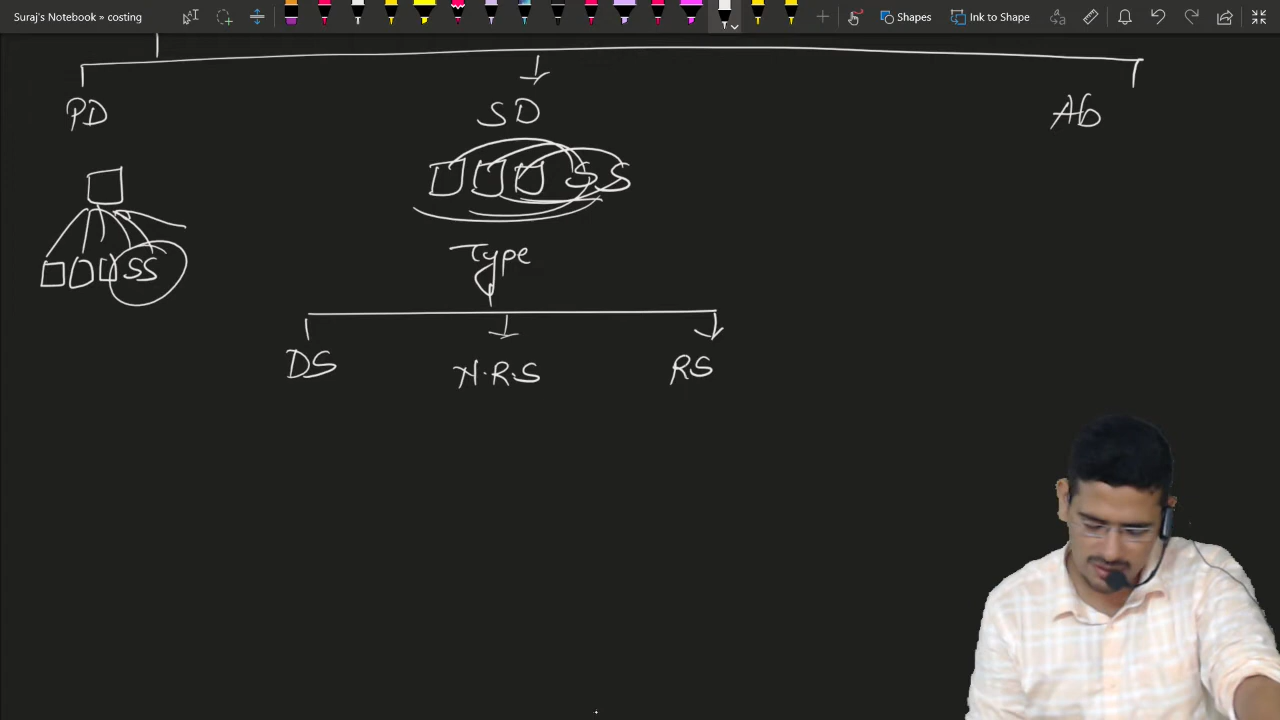 Suraj's Notebook » costing
Shapes
Ink to Shape
PD
SD
Ab
SS
SS
Type
DS
N.R.S
RS